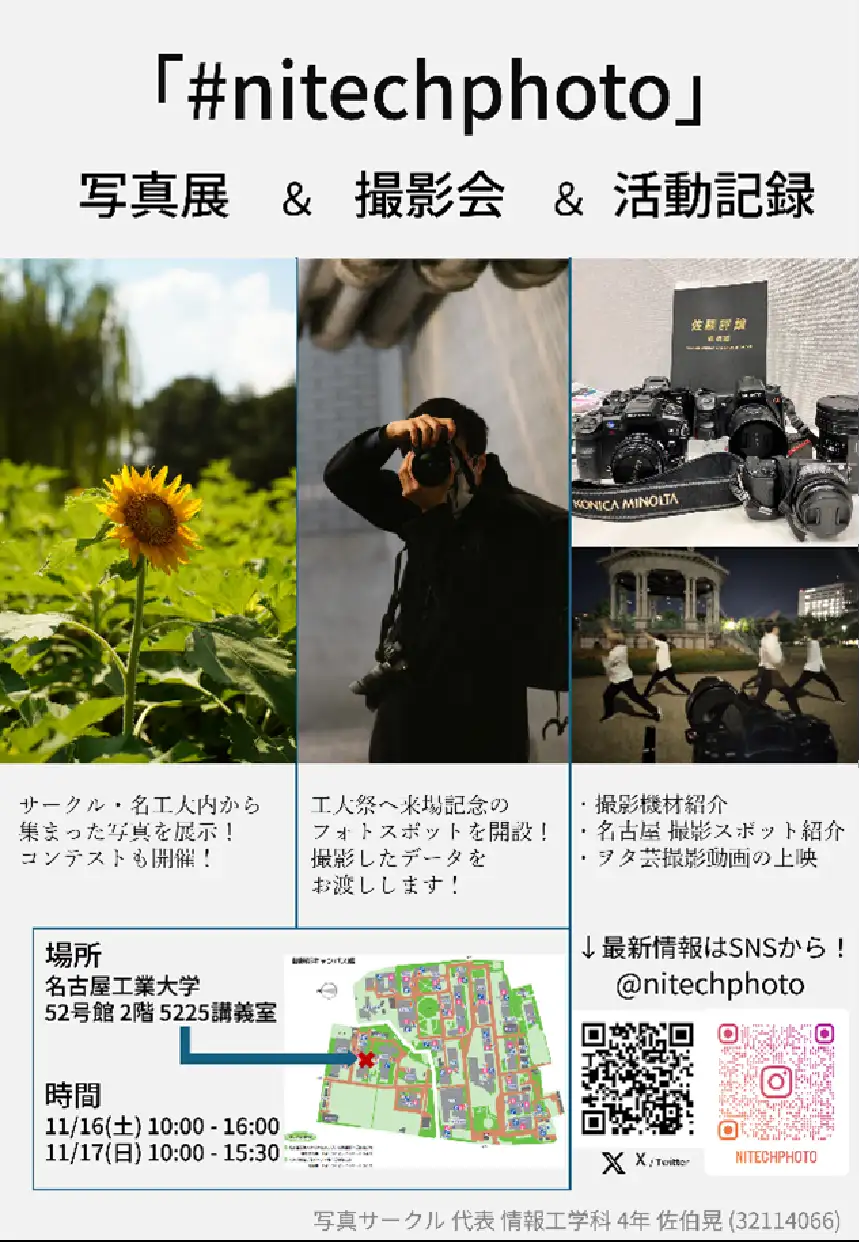 「#nitechphoto」
写真展 & 撮影会 & 活動記録
佐顔評論
KONICA MINOLTA
サークル・名工大内から
集まった写真を展示！
コンテストも開催！
工大祭へ来場記念の
フォトスポットを開設！
撮影したデータを
お渡しします！
・撮影機材紹介
・名古屋 撮影スポット紹介
・ヲタ芸撮影動画の上映
場所
名古屋工業大学
52号館 2階 5225講義室
時間
11/16(土) 10:00 - 16:00
11/17(日) 10:00 - 15:30
↓最新情報はSNSから！
@nitechphoto
X / Twitter
NITECHPHOTO
写真サークル 代表 情報工学科 4年 佐伯晃 (32114066)